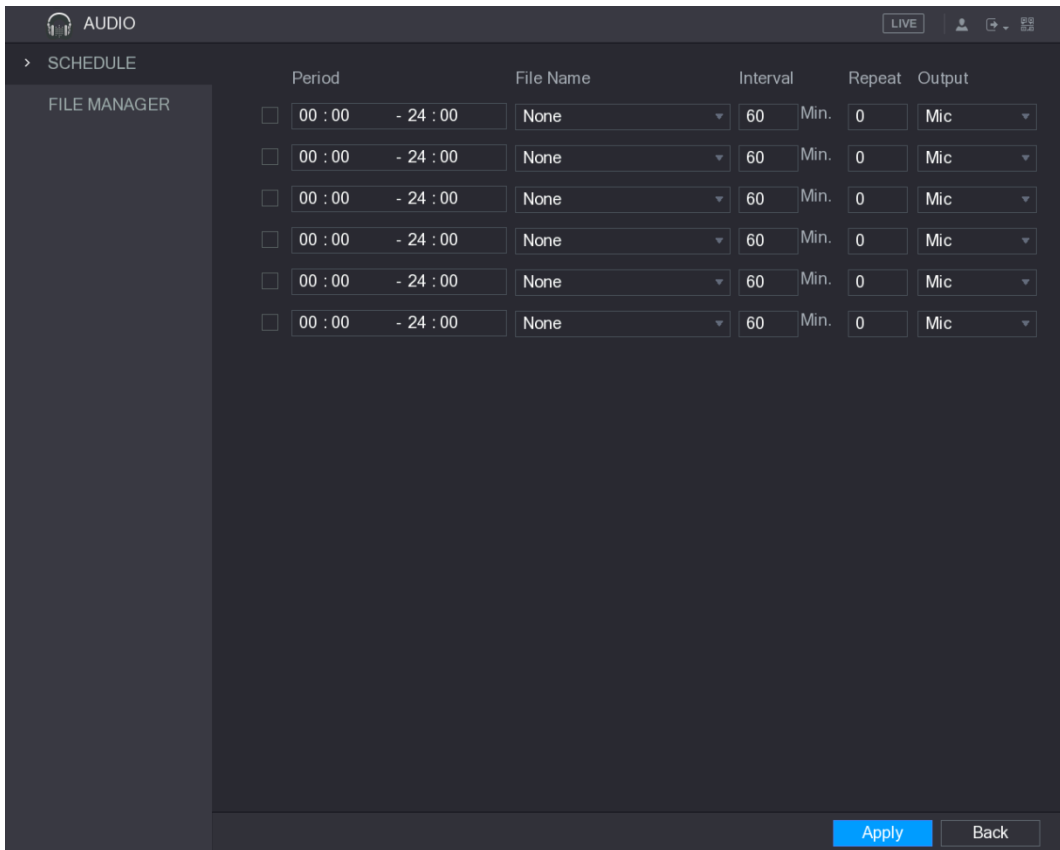 AUDIO LIVE
SCHEDULE
FILE MANAGER
Period File Name Interval Repeat Output
00 : 00 - 24 : 00 None 60 Min. 0 Mic
00 : 00 - 24 : 00 None 60 Min. 0 Mic
00 : 00 - 24 : 00 None 60 Min. 0 Mic
00 : 00 - 24 : 00 None 60 Min. 0 Mic
00 : 00 - 24 : 00 None 60 Min. 0 Mic
00 : 00 - 24 : 00 None 60 Min. 0 Mic
Apply Back